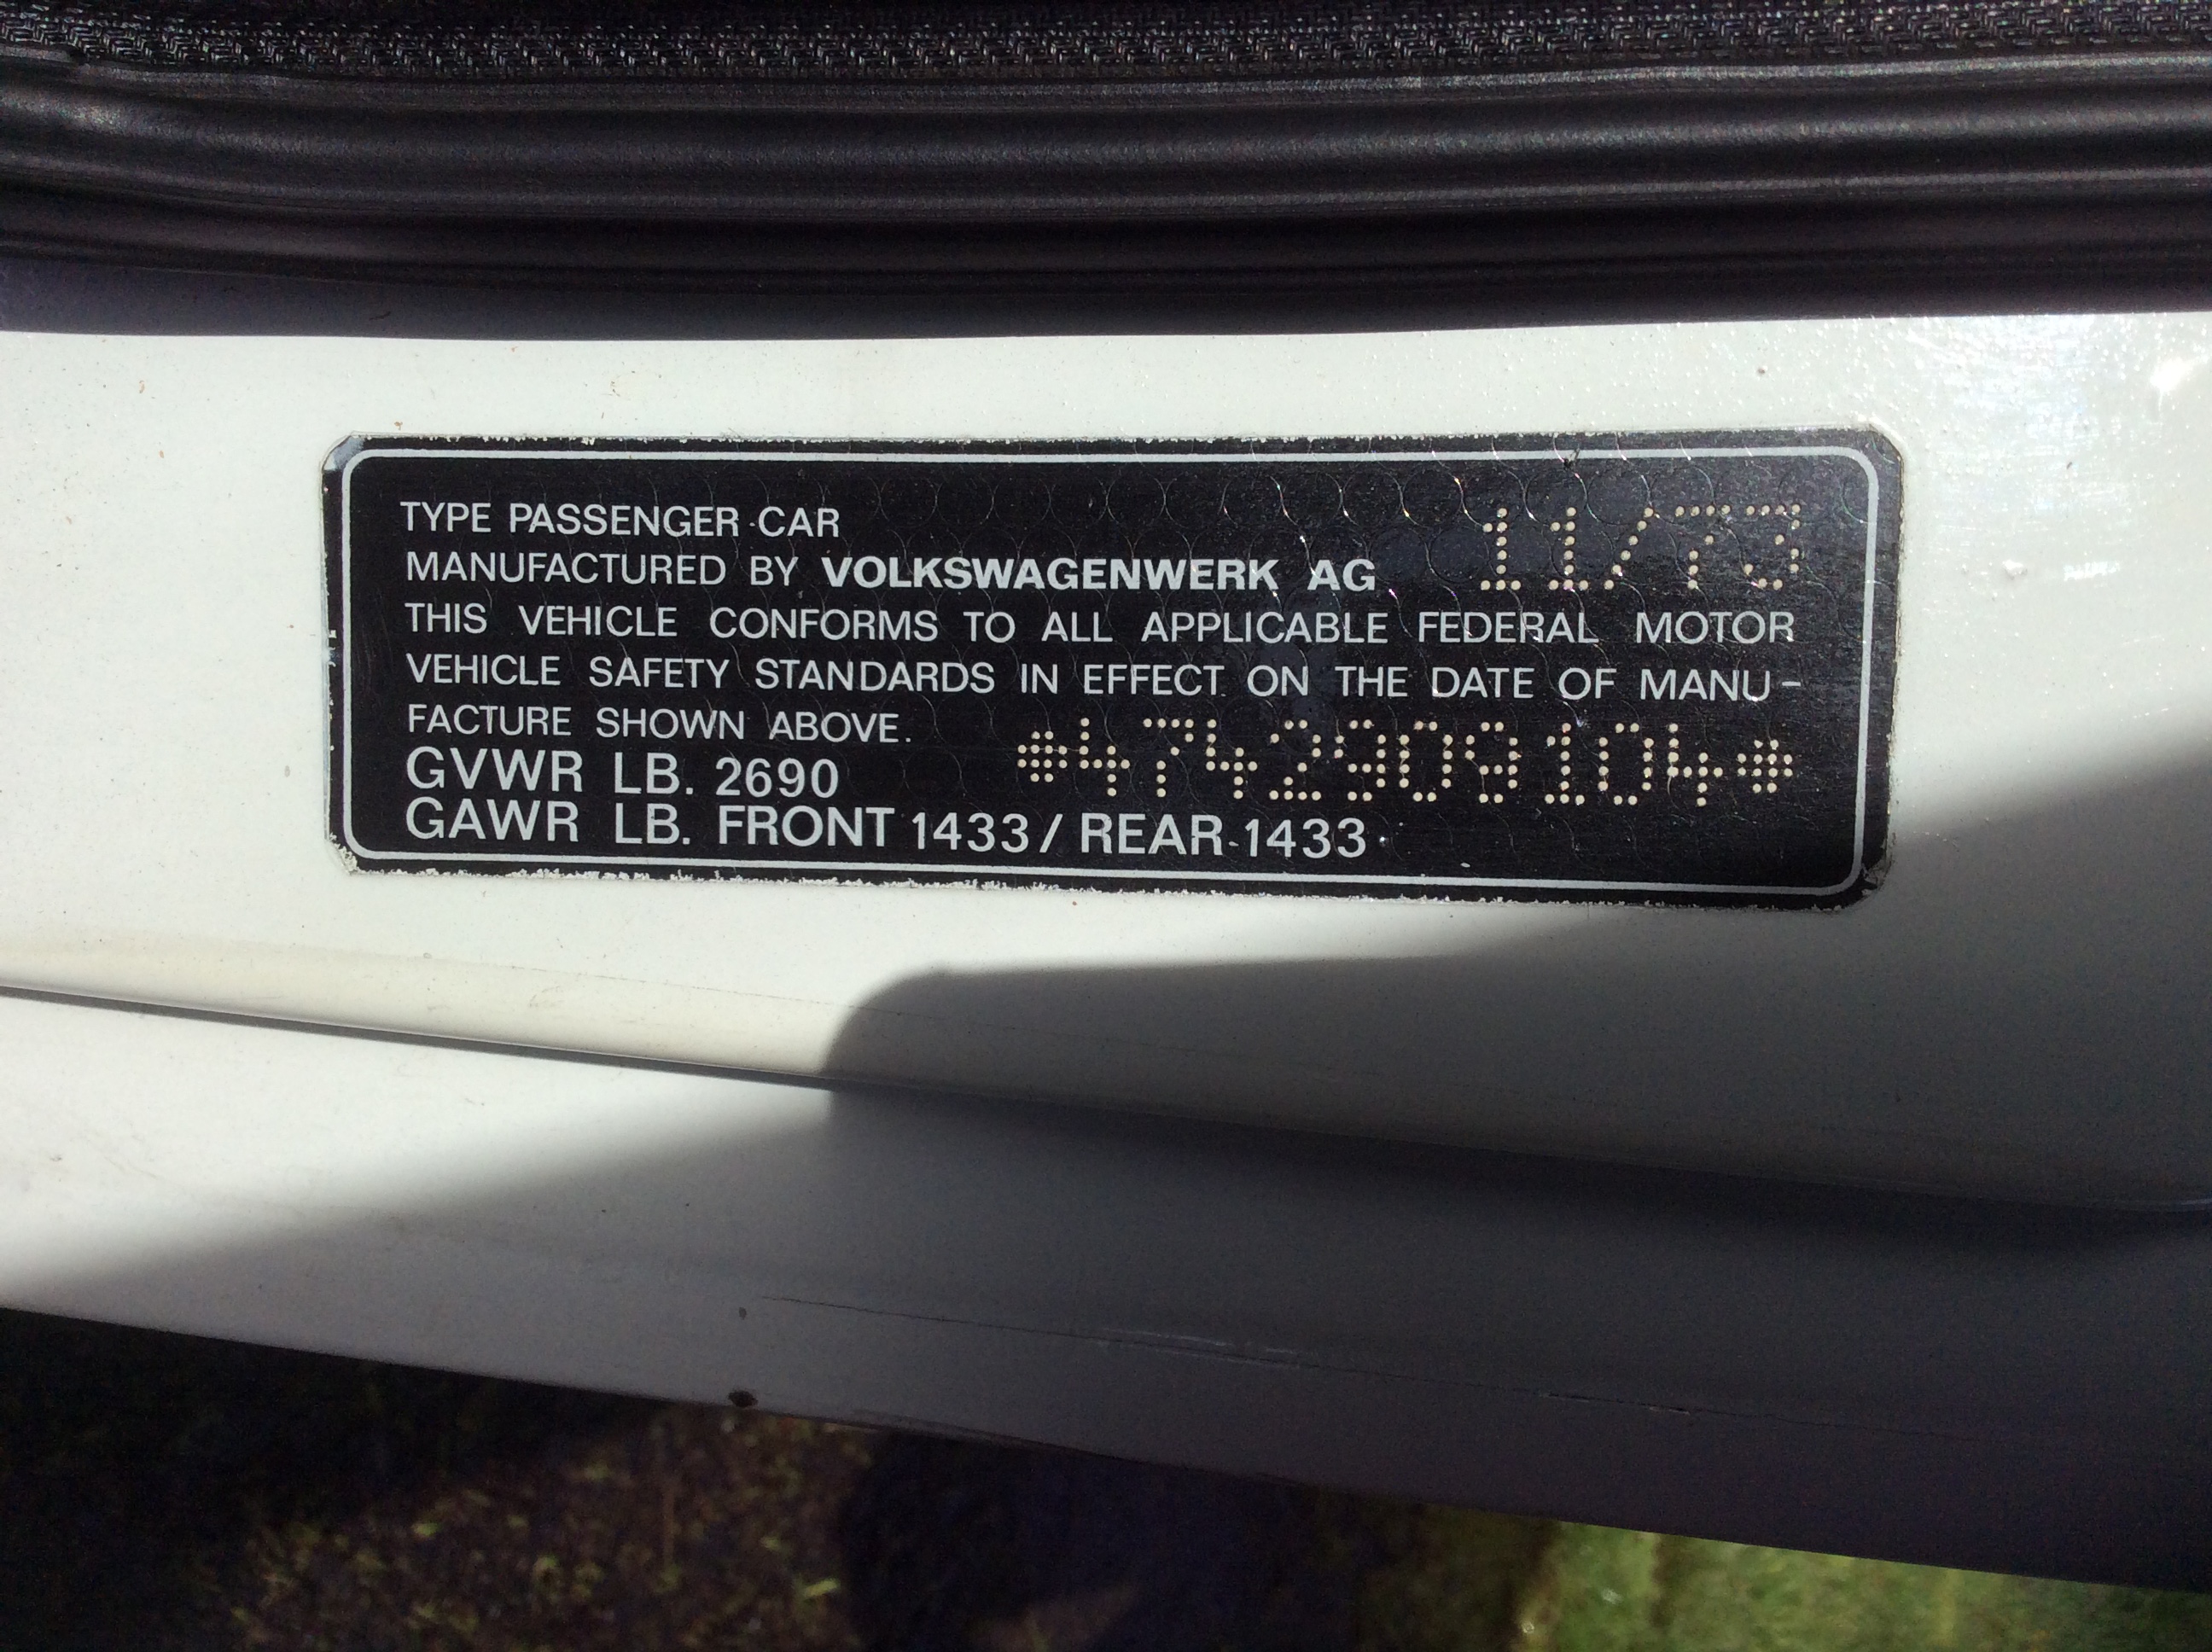 TYPE PASSENGER CAR
11/73
MANUFACTURED BY VOLKSWAGENWERK AG
THIS VEHICLE CONFORMS TO ALL APPLICABLE FEDERAL MOTOR
VEHICLE SAFETY STANDARDS IN EFFECT ON THE DATE OF MANU-
FACTURE SHOWN ABOVE.
*4742909104*
GVWR LB. 2690
GAWR LB. FRONT 1433 / REAR 1433